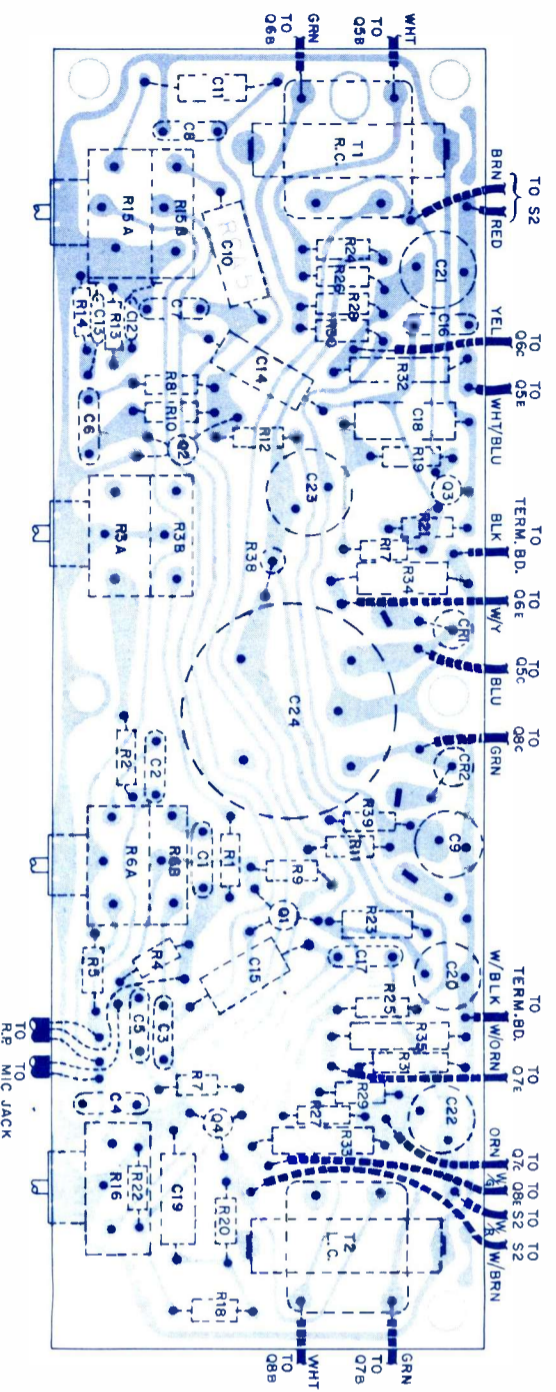 WHT
TO
Q5B
GRN
TO
Q6B
C11
C8
T1
R.C.
BRN
TO S2
RED
R15A
R15B
C10
R24
R26
R28
C21
C16
YEL
TO
Q6C
R14
C13
R13
C12
C7
C14
R32
TO
Q5E
WHT/BLU
R8
R10
C6
Q2
R12
C18
R19
C23
Q3
R21
BLK
TO
TERM. BD.
R3A
R3B
R38
R17
R34
TO
Q6E
W/Y
CR1
TO
Q5C
BLU
C24
TO
Q8C
GRN
CR2
R2
C2
R39
R11
C9
R6A
R6B
C1
R1
R9
Q1
R23
R5
R4
C15
C17
C20
W/BLK
TERM. BD.
W/ORN
R25
R35
R31
C5
C3
TO
R.P.
TO
MIC JACK
TO
Q7E
R7
R29
C22
C4
Q4
R27
R33
ORN
TO
Q7C
TO
Q8E
TO
S2
TO
S2
W/BRN
R16
R22
C19
R20
T2
L.C.
R18
GRN
TO
Q7B
WHT
TO
Q8B